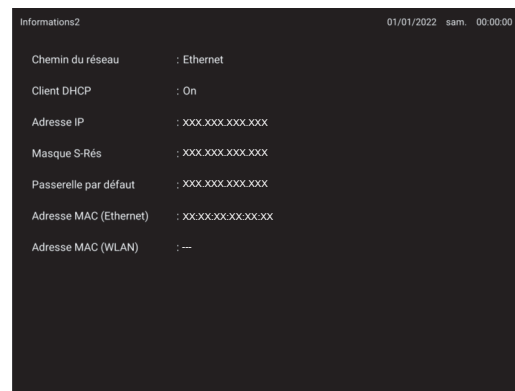 Informations2 01/01/2022 sam. 00:00:00
Chemin du réseau : Ethernet
Client DHCP : On
Adresse IP : XXX.XXX.XXX.XXX
Masque S-Rés : XXX.XXX.XXX.XXX
Passerelle par défaut : XXX.XXX.XXX.XXX
Adresse MAC (Ethernet) : XX:XX:XX:XX:XX:XX
Adresse MAC (WLAN) : ---